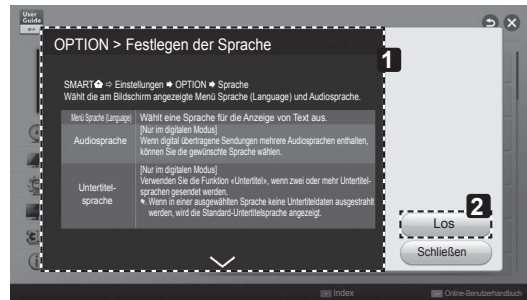 User
Guide
OPTION > Festlegen der Sprache
1
SMART ⇨ Einstellungen ➡ OPTION ➡ Sprache
Wählt die am Bildschirm angezeigte Menü Sprache (Language) und Audiosprache.
Menü Sprache (Language) Wählt eine Sprache für die Anzeige von Text aus.
Audiosprache
[Nur im digitalen Modus]
Wenn digital übertragene Sendungen mehrere Audiosprachen enthalten,
können Sie die gewünschte Sprache wählen.
Untertitel-
sprache
[Nur im digitalen Modus]
Verwenden Sie die Funktion «Untertitel», wenn zwei oder mehr Untertitel-
sprachen gesendet werden.
Wenn in einer ausgewählten Sprache keine Untertiteldaten ausgestrahlt
werden, wird die Standard-Untertitelsprache angezeigt.
2
Los
Schließen
Index
Online-Benutzerhandbuch